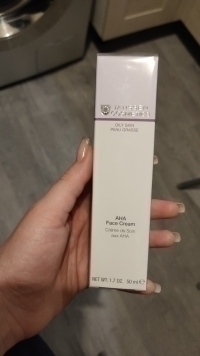 JANSSEN
COSMETICS
OILY SKIN
PEAU GRASSE
AHA
Face Cream
Crème de Soin
aux AHA
NET WT. 1.7 OZ. 50 ml ℮